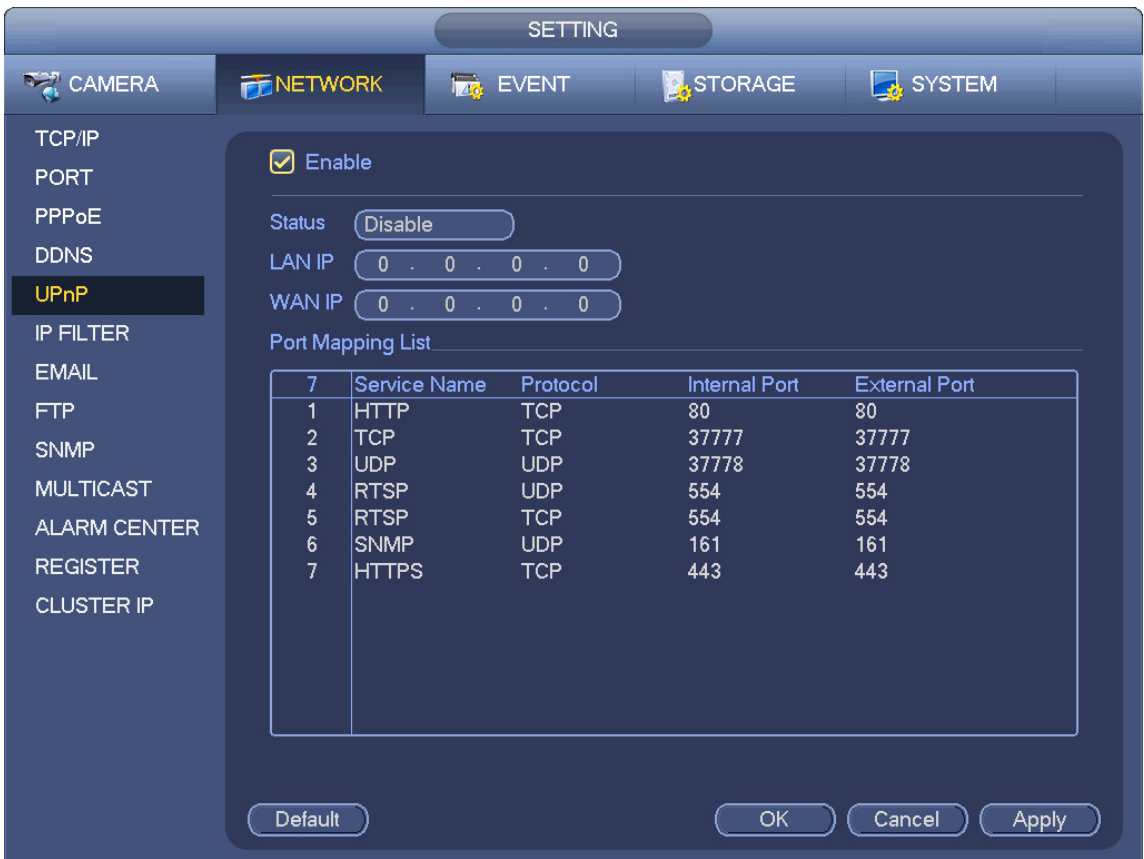 SETTING
CAMERA NETWORK EVENT STORAGE SYSTEM
TCP/IP
PORT
PPPoE
DDNS
UPnP
IP FILTER
EMAIL
FTP
SNMP
MULTICAST
ALARM CENTER
REGISTER
CLUSTER IP
Enable
Status Disable
LAN IP 0 . 0 . 0 . 0
WAN IP 0 . 0 . 0 . 0
Port Mapping List
7 Service Name Protocol Internal Port External Port
1 HTTP TCP 80 80
2 TCP TCP 37777 37777
3 UDP UDP 37778 37778
4 RTSP UDP 554 554
5 RTSP TCP 554 554
6 SNMP UDP 161 161
7 HTTPS TCP 443 443
Default OK Cancel Apply